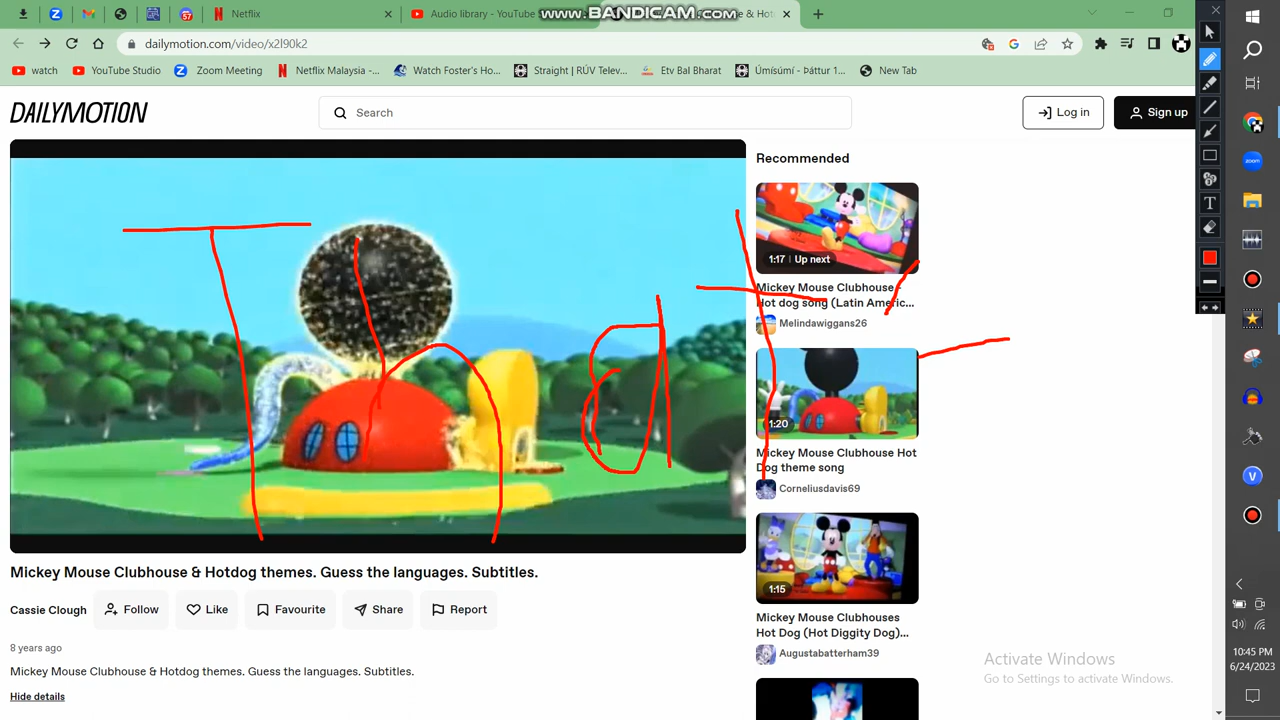 Netflix
Audio library - YouTube
www.BANDICAM.com
& Hot
dailymotion.com/video/x2l90k2
watch
YouTube Studio
Zoom Meeting
Netflix Malaysia -...
Watch Foster's Ho...
Straight | RÚV Telev...
Etv Bal Bharat
Úmísúmí - Þáttur 1...
New Tab
DAILYMOTION
Search
Log in
Sign up
Recommended
1:17 | Up next
Mickey Mouse Clubhouse -
Hot dog song (Latin Americ...
Melindawiggans26
That
1:20
Mickey Mouse Clubhouse Hot
Dog theme song
Corneliusdavis69
1:15
Mickey Mouse Clubhouses
Hot Dog (Hot Diggity Dog)...
Augustabatterham39
Mickey Mouse Clubhouse & Hotdog themes. Guess the languages. Subtitles.
Cassie Clough
Follow
Like
Favourite
Share
Report
8 years ago
Mickey Mouse Clubhouse & Hotdog themes. Guess the languages. Subtitles.
Hide details
Activate Windows
Go to Settings to activate Windows.
zoom
10:45 PM
6/24/2023